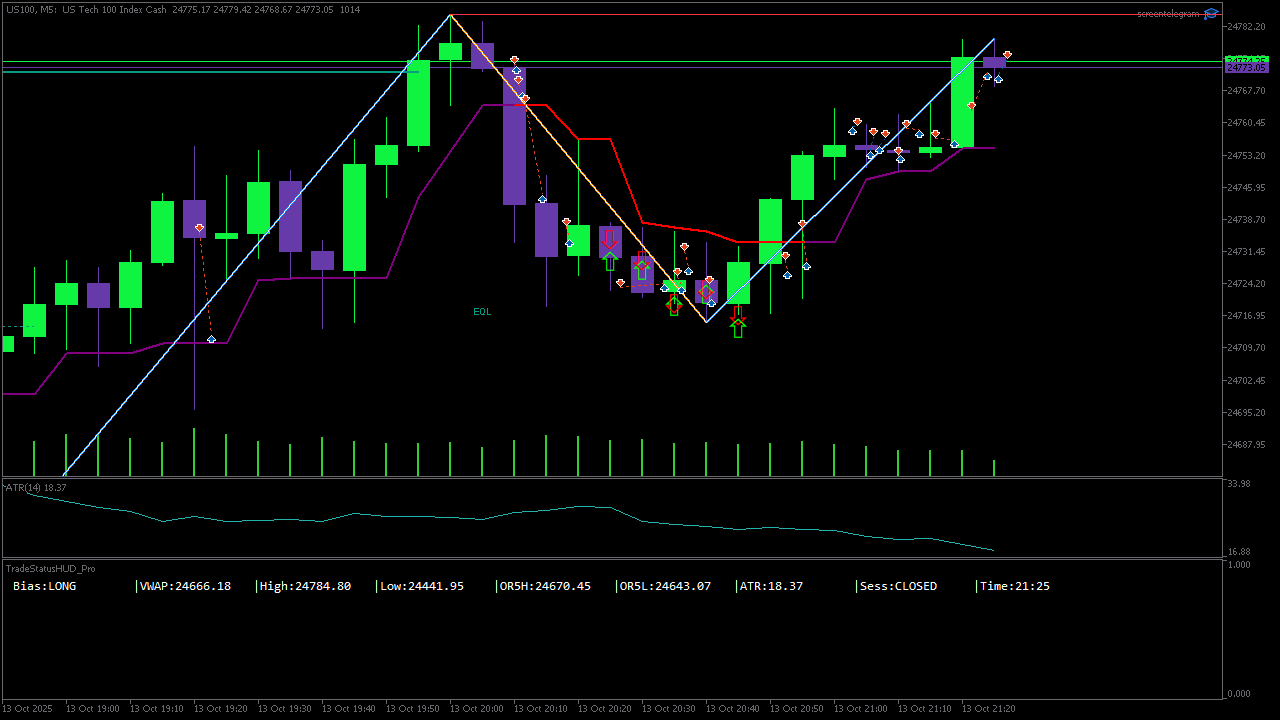 US100, M5: US Tech 100 Index Cash 24775.17 24779.42 24768.67 24773.05 1014
screentelegram
24782.20
24773.05
24767.70
24760.45
24753.20
24745.95
24738.70
24731.45
24724.20
24716.95
24709.70
24702.45
24695.20
24687.95
EQL
ATR(14) 18.37
33.98
16.88
TradeStatusHUD_Pro
1.000
Bias:LONG |VWAP:24666.18 |High:24784.80 |Low:24441.95 |OR5H:24670.45 |OR5L:24643.07 |ATR:18.37 |Sess:CLOSED |Time:21:25
0.000
13 Oct 2025 13 Oct 19:00 13 Oct 19:10 13 Oct 19:20 13 Oct 19:30 13 Oct 19:40 13 Oct 19:50 13 Oct 20:00 13 Oct 20:10 13 Oct 20:20 13 Oct 20:30 13 Oct 20:40 13 Oct 20:50 13 Oct 21:00 13 Oct 21:10 13 Oct 21:20